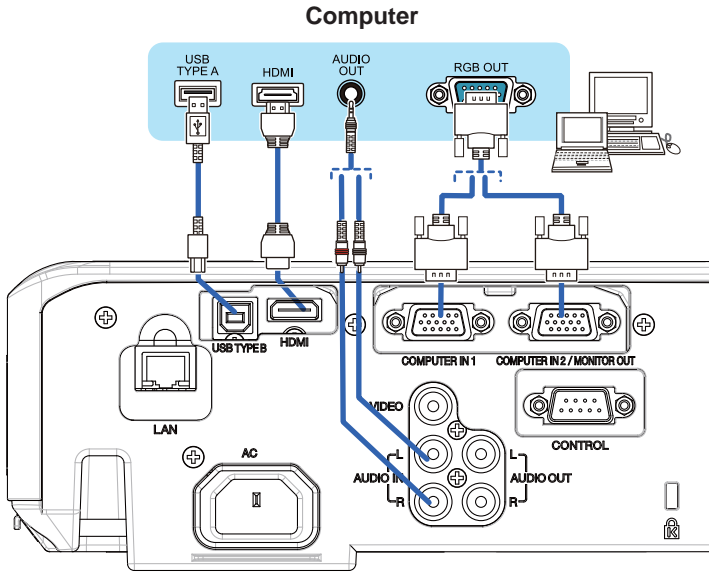 Computer
USB
TYPE A
HDMI
AUDIO
OUT
RGB OUT
USB TYPE B
HDMI
COMPUTER IN 1
COMPUTER IN 2 / MONITOR OUT
LAN
VIDEO
CONTROL
AC
L
AUDIO IN
R
L
AUDIO OUT
R
K